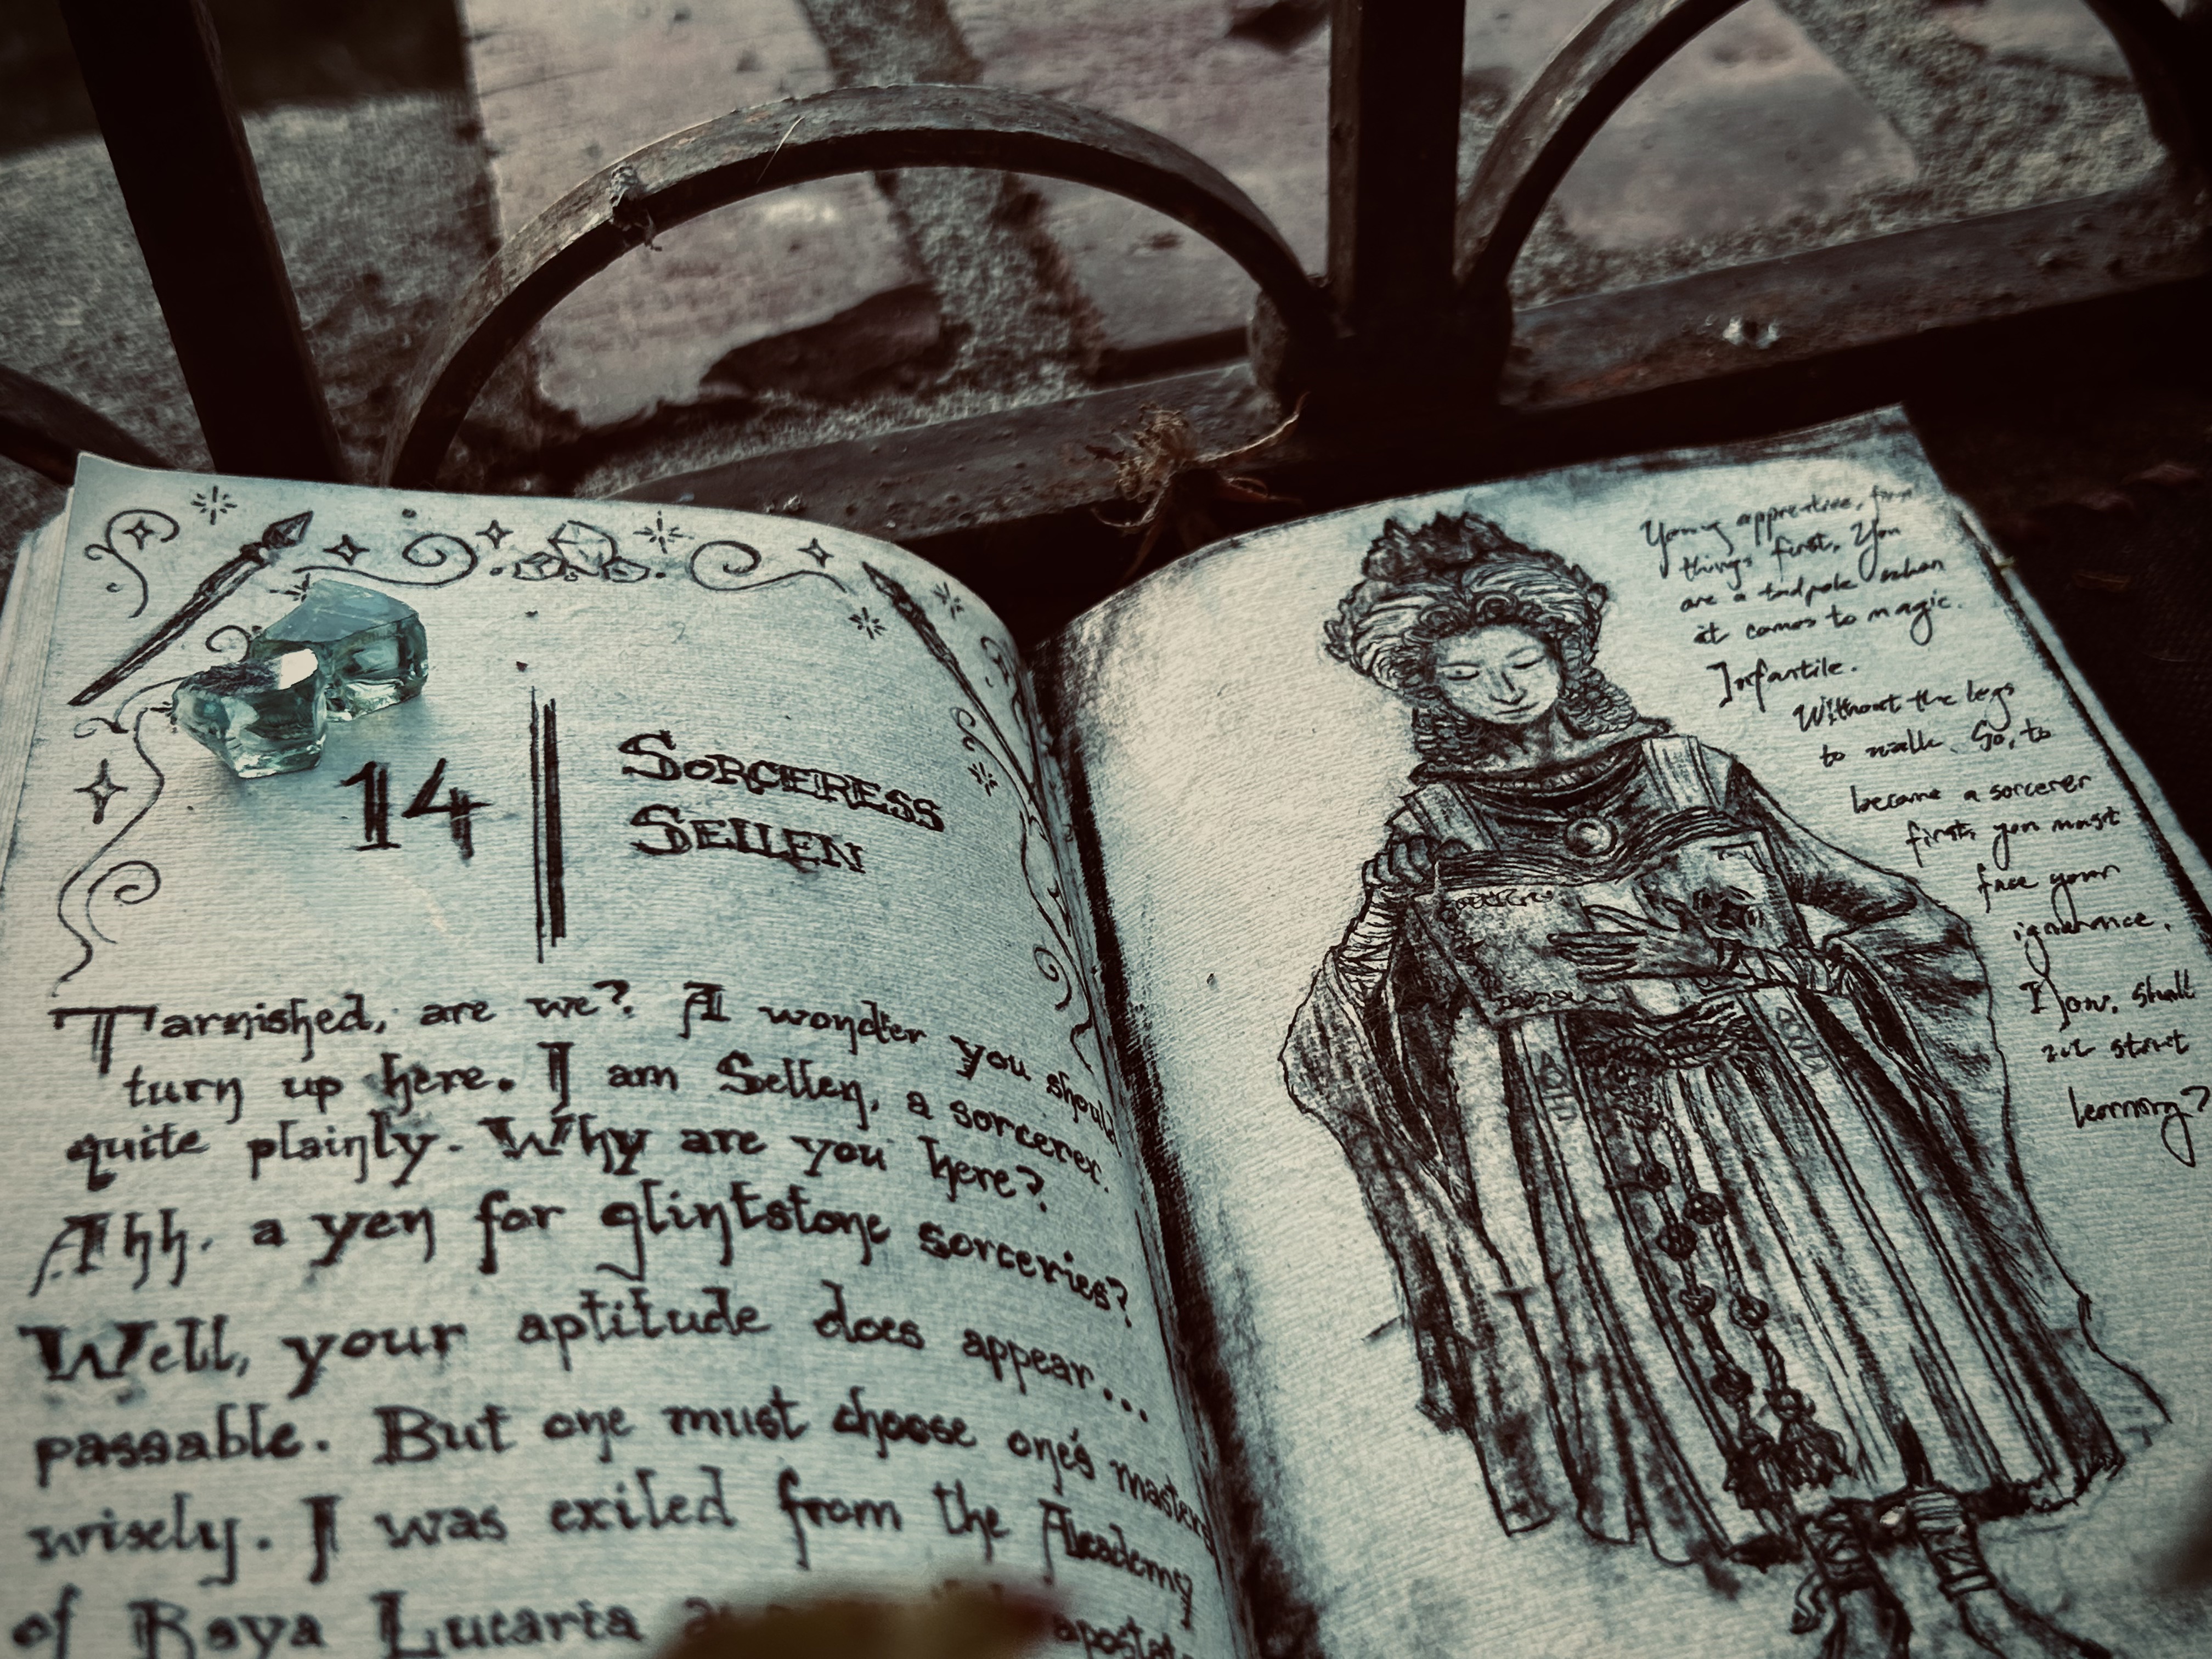 14
SORCERESS
SELLEN
Tarnished, are we? A wonder you should
turn up here. I am Sellen, a sorcerer.
quite plainly. Why are you here?
Ahh, a yen for glintstone sorceries?
Well, your aptitude does appear...
passable. But one must choose one's masters
wisely. I was exiled from the Academy
of Raya Lucaria
Young apprentice, first
things first. You
are a tadpole when
it comes to magic.
Infantile.
Without the legs
to walk. So, to
become a sorcerer
first, you must
face your
ignorance.
Now, shall
we start
learning?